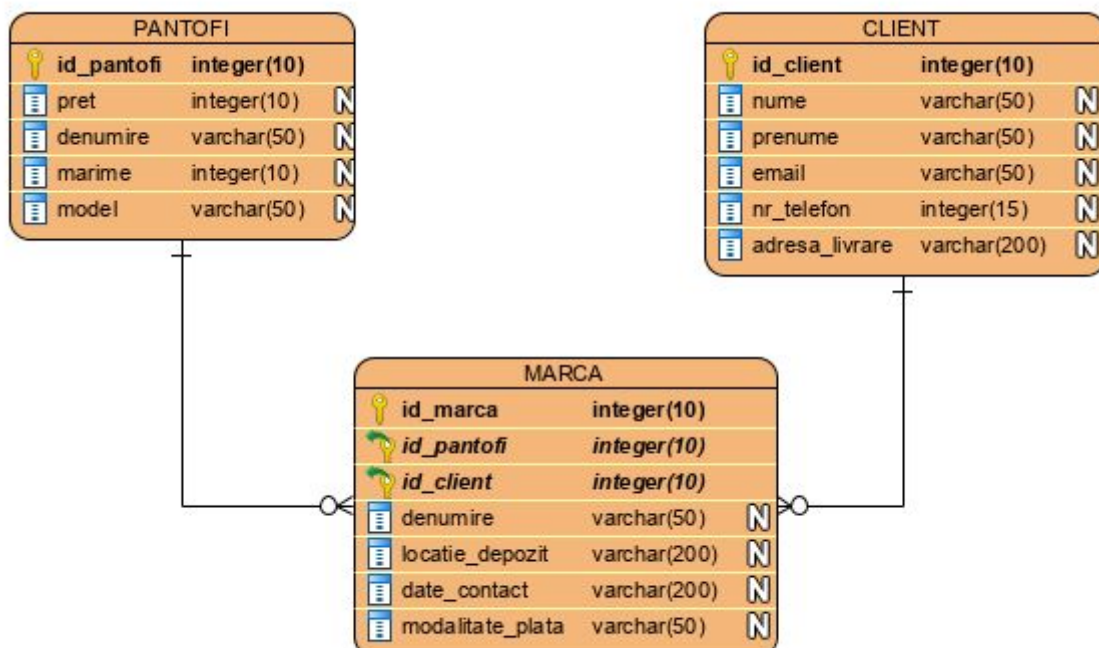 PANTOFI
id_pantofi integer(10)
pret integer(10) N
denumire varchar(50) N
marime integer(10) N
model varchar(50) N
CLIENT
id_client integer(10)
nume varchar(50) N
prenume varchar(50) N
email varchar(50) N
nr_telefon integer(15) N
adresa_livrare varchar(200) N
MARCA
id_marca integer(10)
id_pantofi integer(10)
id_client integer(10)
denumire varchar(50) N
locatie_depozit varchar(200) N
date_contact varchar(200) N
modalitate_plata varchar(50) N